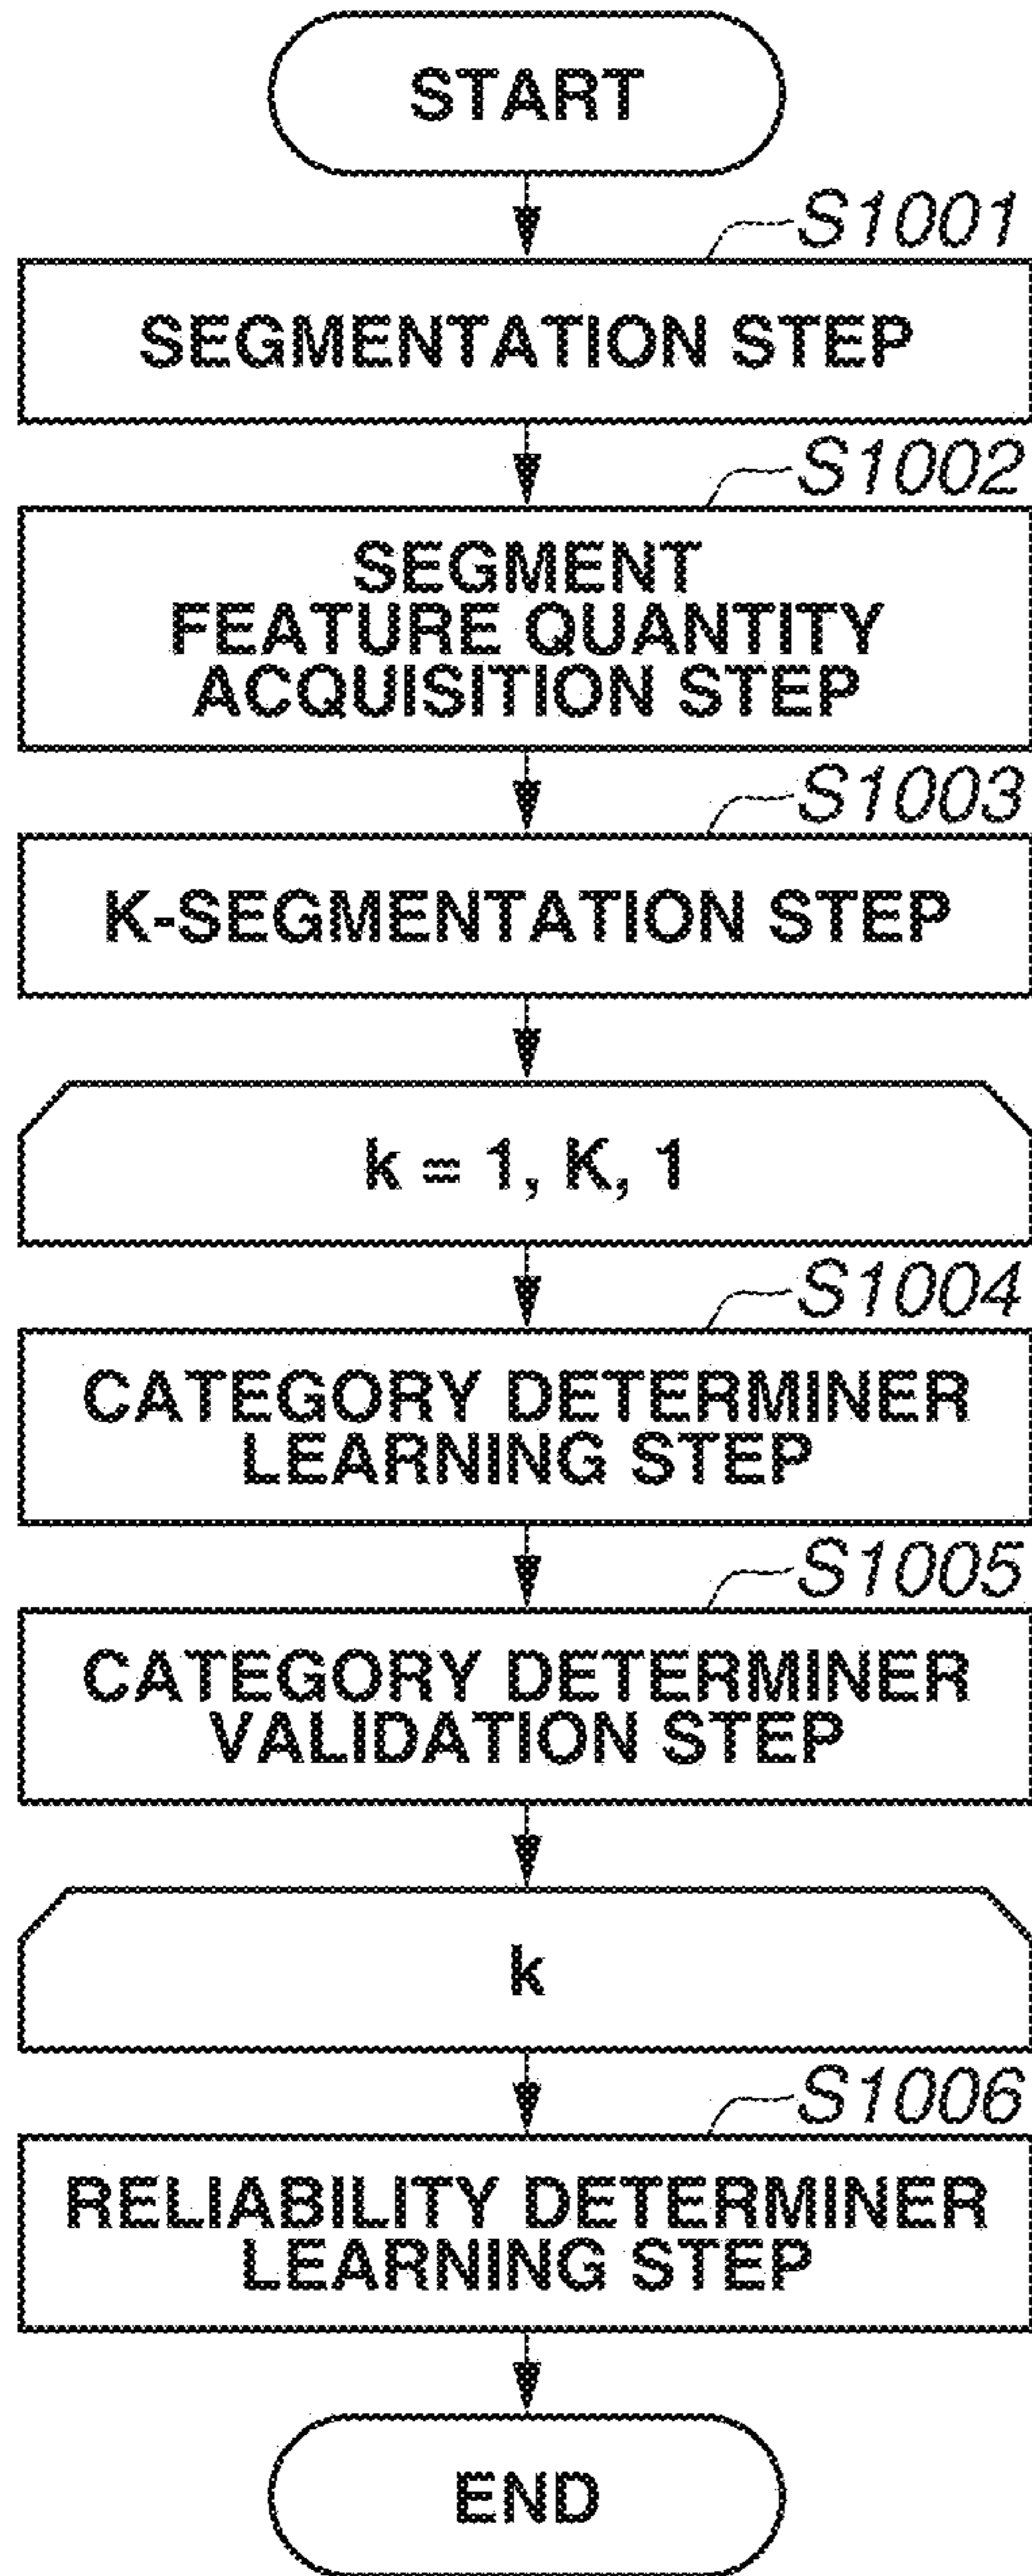 START
S1001
SEGMENTATION STEP
S1002
SEGMENT
FEATURE QUANTITY
ACQUISITION STEP
S1003
K-SEGMENTATION STEP
k = 1, K, 1
S1004
CATEGORY DETERMINER
LEARNING STEP
S1005
CATEGORY DETERMINER
VALIDATION STEP
k
S1006
RELIABILITY DETERMINER
LEARNING STEP
END